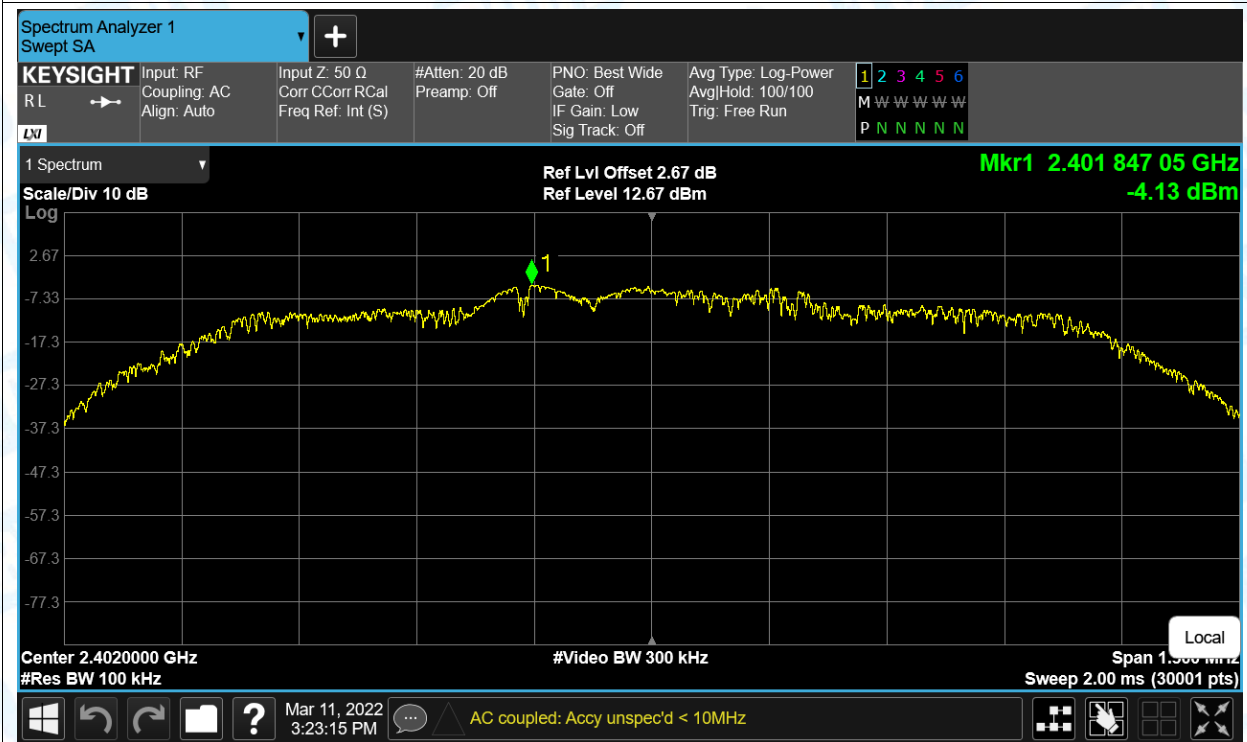 Spectrum Analyzer 1
Swept SA
KEYSIGHT
R L
LXI
Input: RF
Coupling: AC
Align: Auto
Input Z: 50 Ω
Corr CCorr RCal
Freq Ref: Int (S)
#Atten: 20 dB
Preamp: Off
PNO: Best Wide
Gate: Off
IF Gain: Low
Sig Track: Off
Avg Type: Log-Power
Avg|Hold: 100/100
Trig: Free Run
1 2 3 4 5 6
M W W W W W
P N N N N N
1 Spectrum
Scale/Div 10 dB
Log
Ref Lvl Offset 2.67 dB
Ref Level 12.67 dBm
Mkr1 2.401 847 05 GHz
-4.13 dBm
1
2.67
-7.33
-17.3
-27.3
-37.3
-47.3
-57.3
-67.3
-77.3
Local
Center 2.4020000 GHz
#Video BW 300 kHz
Span
#Res BW 100 kHz
Sweep 2.00 ms (30001 pts)
?
Mar 11, 2022
3:23:15 PM
AC coupled: Accy unspec'd < 10MHz